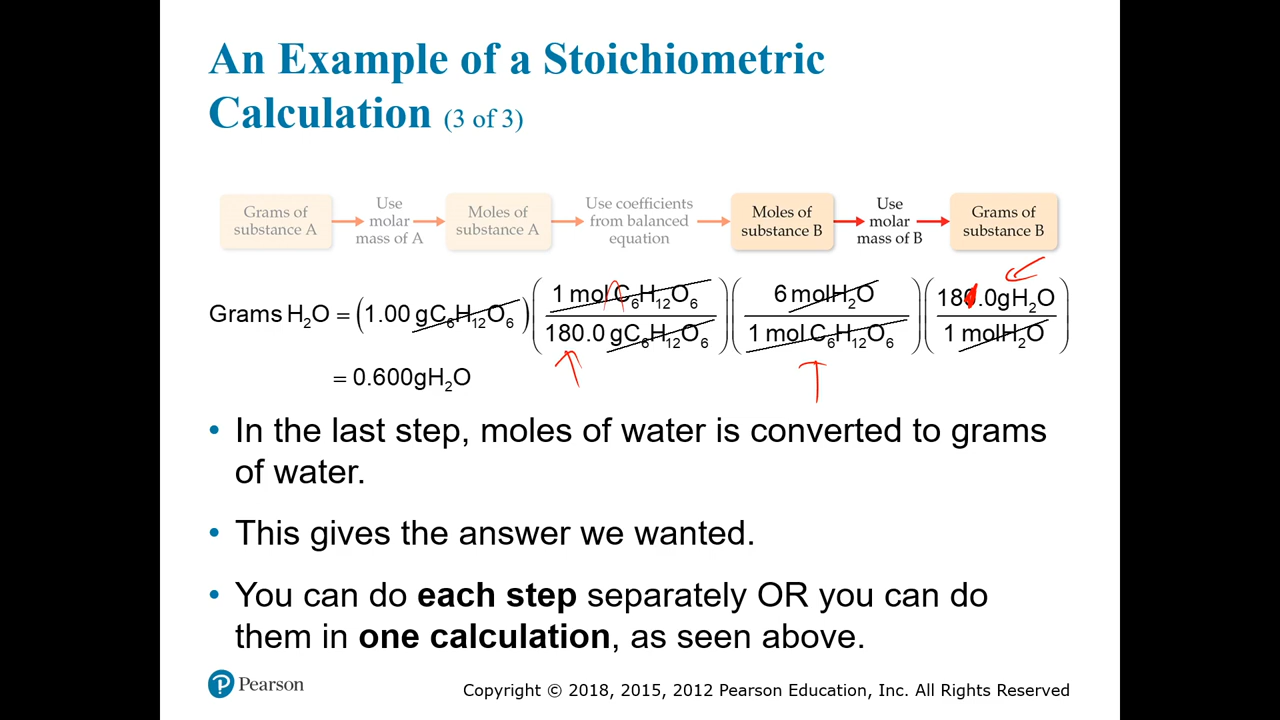 An Example of a Stoichiometric
Calculation (3 of 3)
Grams of
substance A
Use
molar
mass of A
Moles of
substance A
Use coefficients
from balanced
equation
Moles of
substance B
Use
molar
mass of B
Grams of
substance B
Grams H₂O = (1.00 gC₆H₁₂O₆) (1 mol C₆H₁₂O₆ / 180.0 gC₆H₁₂O₆) (6 molH₂O / 1 mol C₆H₁₂O₆) (180.0gH₂O / 1 molH₂O)
= 0.600gH₂O
• In the last step, moles of water is converted to grams
of water.
• This gives the answer we wanted.
• You can do each step separately OR you can do
them in one calculation, as seen above.
P Pearson
Copyright © 2018, 2015, 2012 Pearson Education, Inc. All Rights Reserved